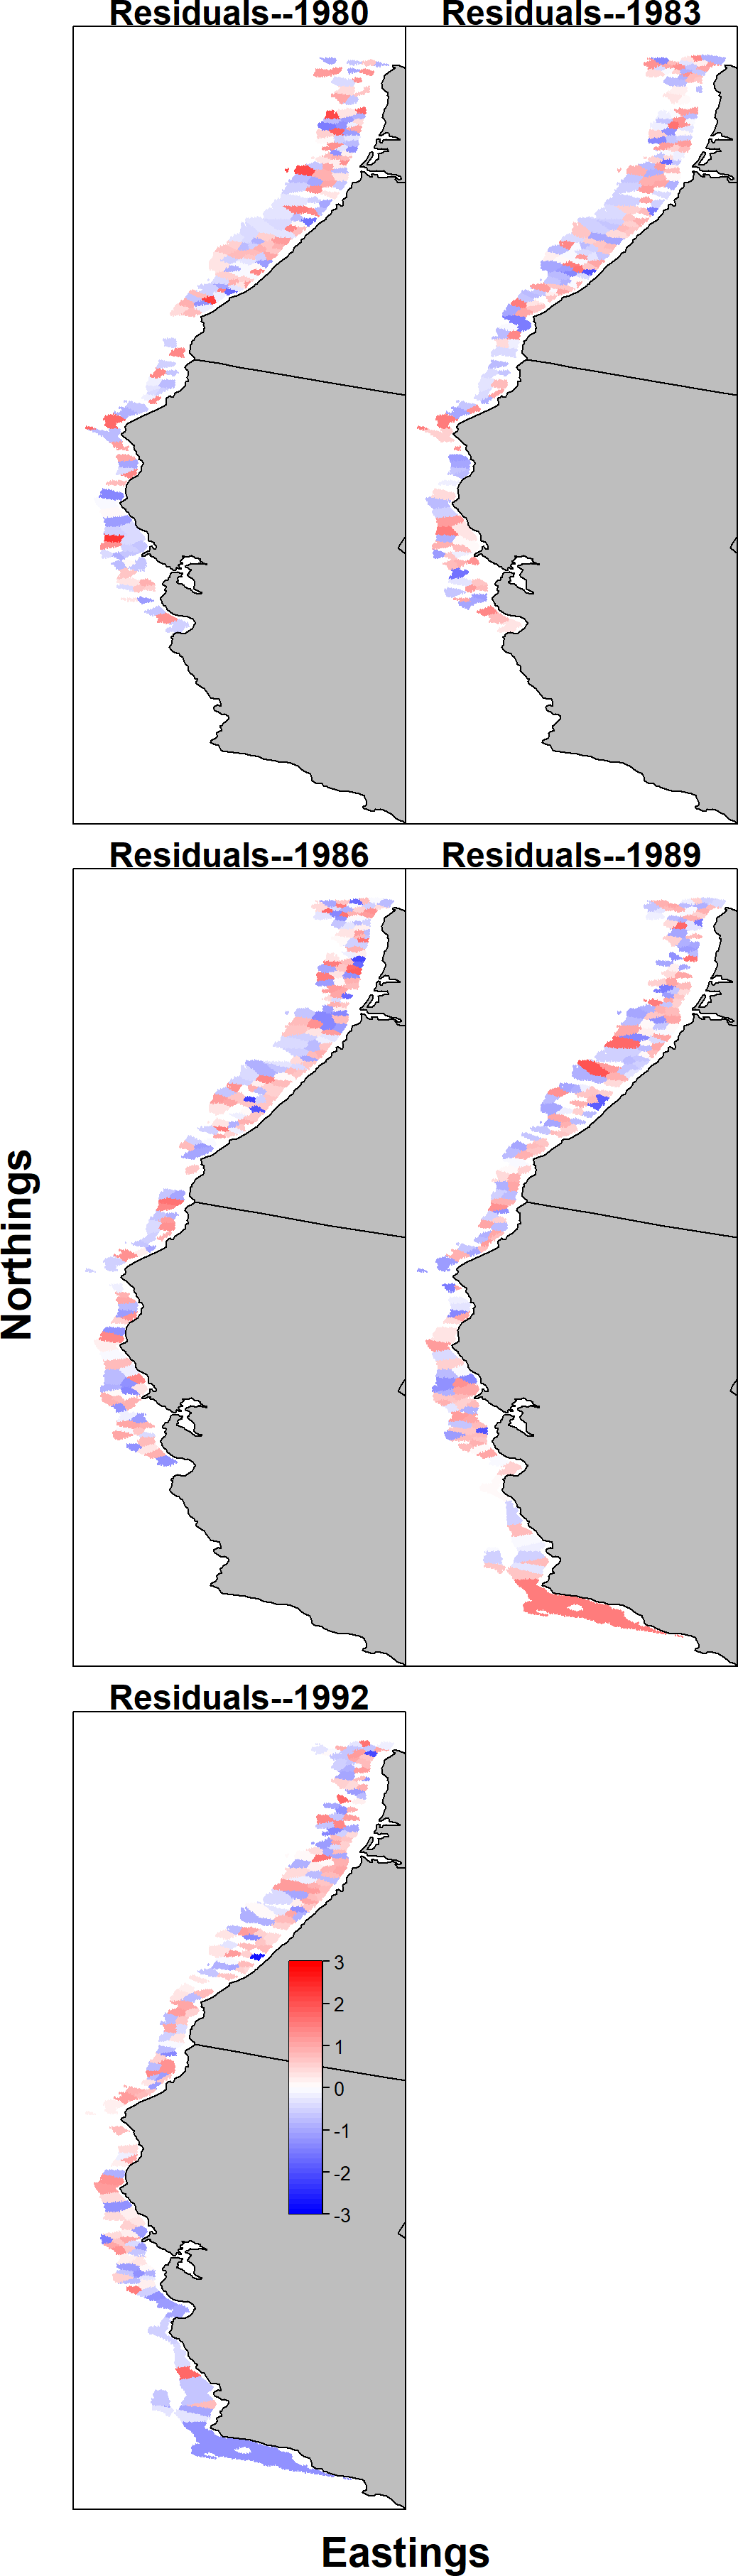 Residuals--1980
Residuals--1983
Residuals--1986
Residuals--1989
Northings
Residuals--1992
3
2
1
0
-1
-2
-3
Eastings